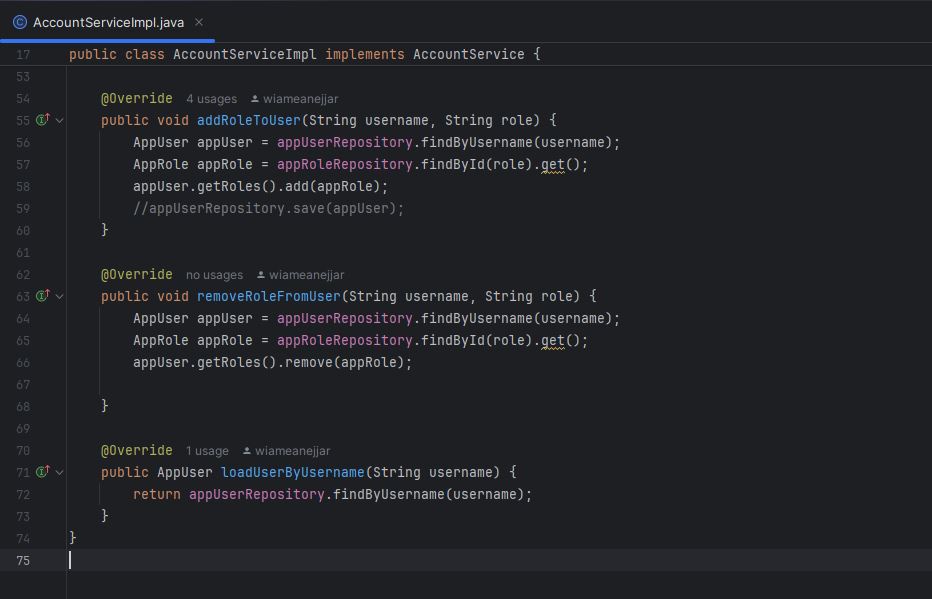 AccountServiceImpl.java
17 public class AccountServiceImpl implements AccountService {
53
54 @Override 4 usages wiameanejjar
55 public void addRoleToUser(String username, String role) {
56 AppUser appUser = appUserRepository.findByUsername(username);
57 AppRole appRole = appRoleRepository.findById(role).get();
58 appUser.getRoles().add(appRole);
59 //appUserRepository.save(appUser);
60 }
61
62 @Override no usages wiameanejjar
63 public void removeRoleFromUser(String username, String role) {
64 AppUser appUser = appUserRepository.findByUsername(username);
65 AppRole appRole = appRoleRepository.findById(role).get();
66 appUser.getRoles().remove(appRole);
67
68 }
69
70 @Override 1 usage wiameanejjar
71 public AppUser loadUserByUsername(String username) {
72 return appUserRepository.findByUsername(username);
73 }
74 }
75